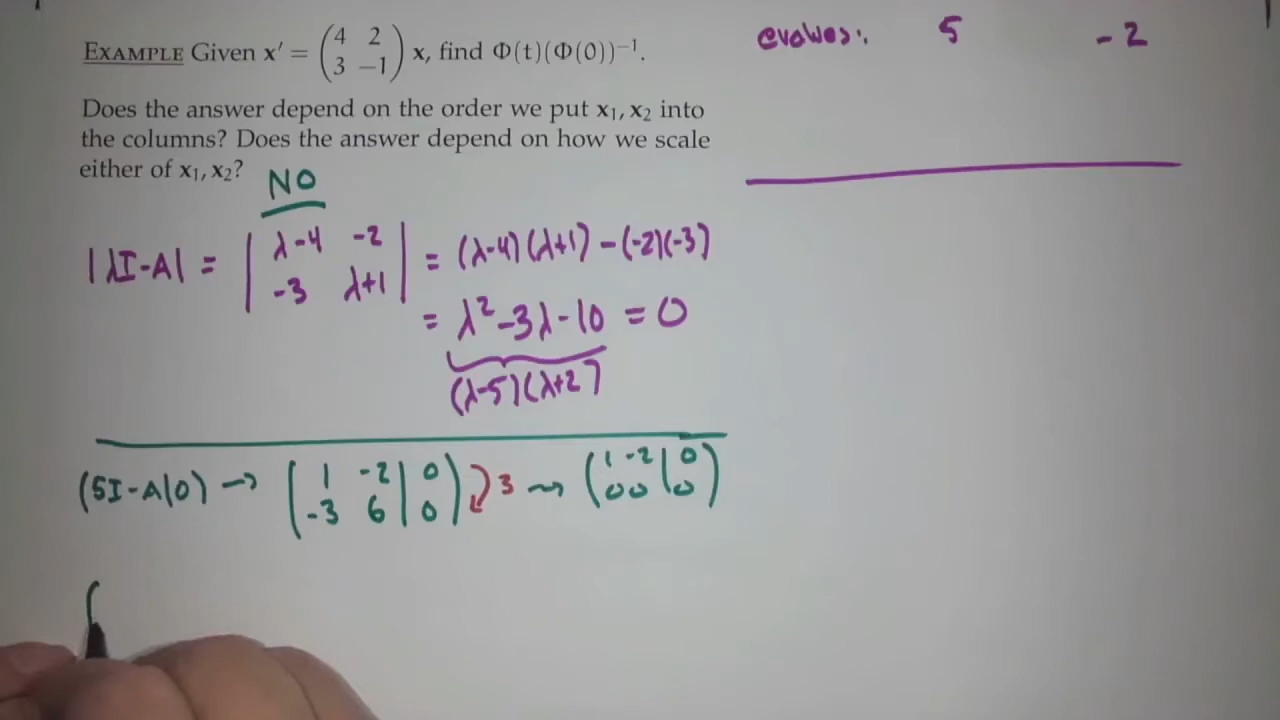 EXAMPLE Given x′ = (4 2 3 −1) x, find Φ(t)(Φ(0))⁻¹.
Does the answer depend on the order we put x₁, x₂ into
the columns? Does the answer depend on how we scale
either of x₁, x₂?
NO
|λI-A| = | λ-4 -2 -3 λ+1 | = (λ-4)(λ+1) - (-2)(-3)
= λ² - 3λ - 10 = 0
(λ-5)(λ+2)
(5I-A|0) → ( 1 -2 | 0 -3 6 | 0 ) 3 ⇝ ( 1 -2 | 0 0 0 | 0 )
evalues: 5 -2